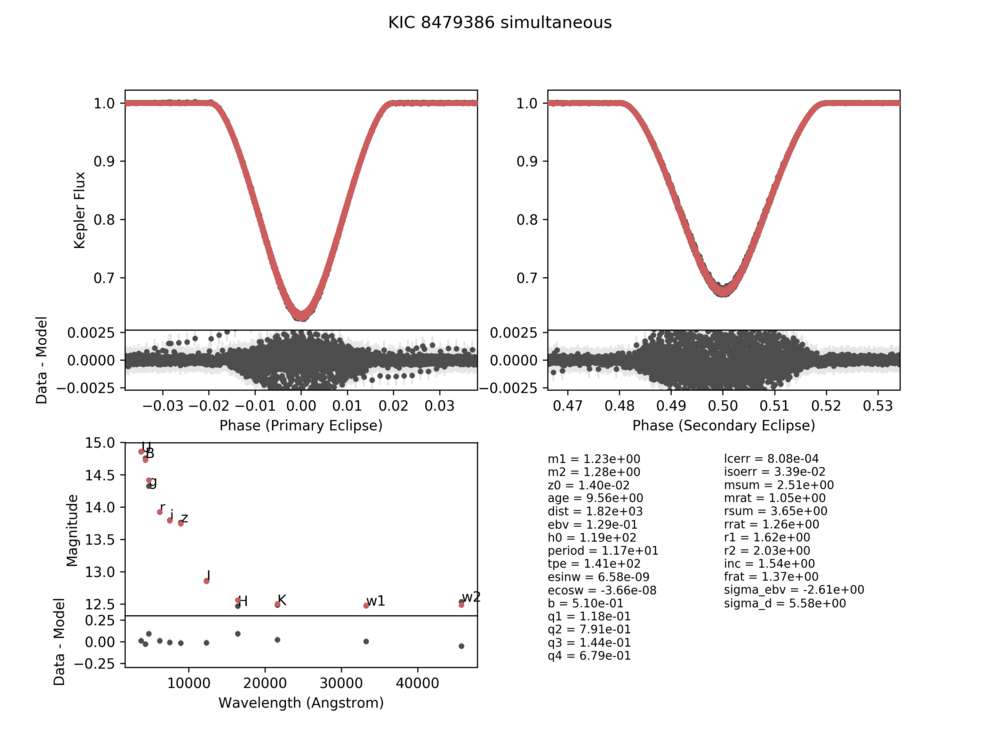 KIC 8479386 simultaneous
1.0
0.9
0.8
0.7
Kepler Flux
0.0025
0.0000
−0.0025
Data - Model
−0.03 −0.02 −0.01 0.00 0.01 0.02 0.03
Phase (Primary Eclipse)
1.0
0.9
0.8
0.7
0.0025
0.0000
−0.0025
0.47 0.48 0.49 0.50 0.51 0.52 0.53
Phase (Secondary Eclipse)
15.0
14.5
14.0
13.5
13.0
12.5
Magnitude
U
B
g
r
i
z
J
H
K
w1
w2
0.25
0.00
−0.25
Data - Model
10000 20000 30000 40000
Wavelength (Angstrom)
m1 = 1.23e+00
m2 = 1.28e+00
z0 = 1.40e-02
age = 9.56e+00
dist = 1.82e+03
ebv = 1.29e-01
h0 = 1.19e+02
period = 1.17e+01
tpe = 1.41e+02
esinw = 6.58e-09
ecosw = -3.66e-08
b = 5.10e-01
q1 = 1.18e-01
q2 = 7.91e-01
q3 = 1.44e-01
q4 = 6.79e-01
lcerr = 8.08e-04
isoerr = 3.39e-02
msum = 2.51e+00
mrat = 1.05e+00
rsum = 3.65e+00
rrat = 1.26e+00
r1 = 1.62e+00
r2 = 2.03e+00
inc = 1.54e+00
frat = 1.37e+00
sigma_ebv = -2.61e+00
sigma_d = 5.58e+00